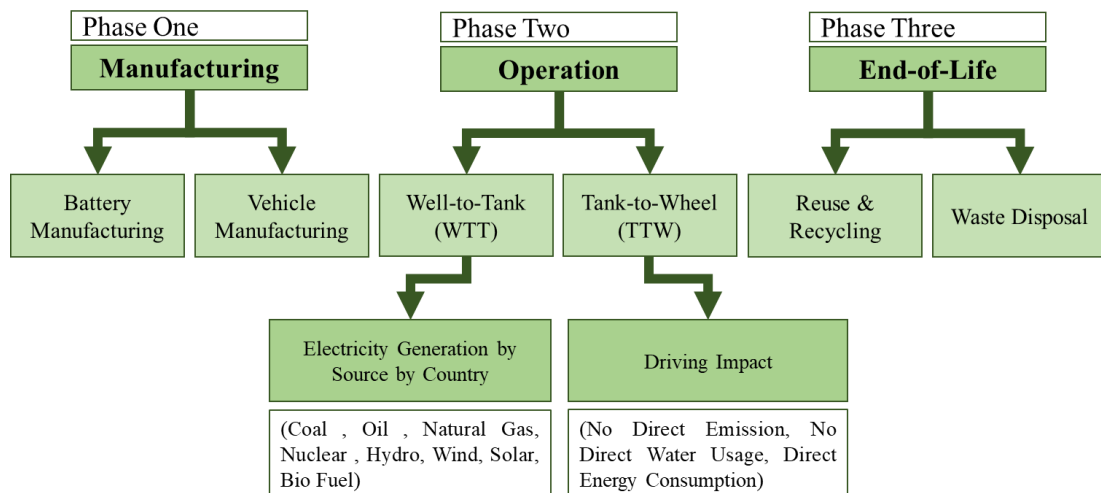 Phase One
Manufacturing
Battery
Manufacturing
Vehicle
Manufacturing
Phase Two
Operation
Well-to-Tank
(WTT)
Tank-to-Wheel
(TTW)
Electricity Generation by
Source by Country
(Coal , Oil , Natural Gas,
Nuclear , Hydro, Wind, Solar,
Bio Fuel)
Driving Impact
(No Direct Emission, No
Direct Water Usage, Direct
Energy Consumption)
Phase Three
End-of-Life
Reuse &
Recycling
Waste Disposal